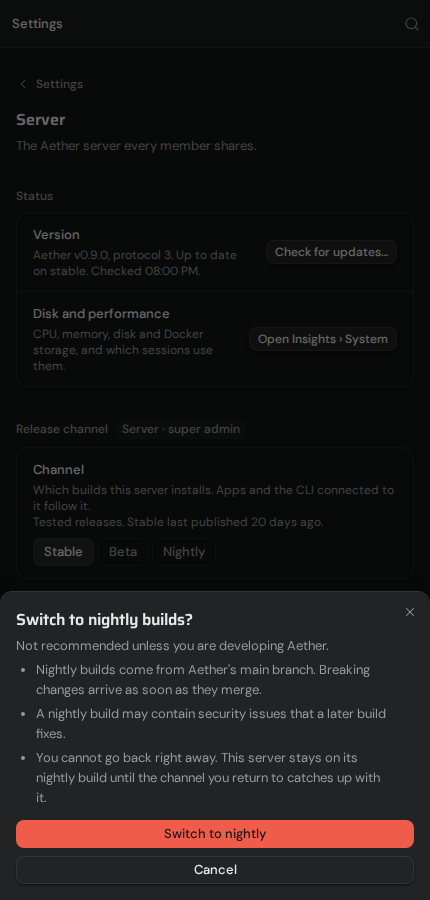 Settings
Settings
Server
The Aether server every member shares.
Status
Version
Aether v0.9.0, protocol 3. Up to date
on stable. Checked 08:00 PM.
Check for updates...
Disk and performance
CPU, memory, disk and Docker
storage, and which sessions use
them.
Open Insights › System
Release channel
Server · super admin
Channel
Which builds this server installs. Apps and the CLI connected to
it follow it.
Tested releases. Stable last published 20 days ago.
Stable
Beta
Nightly
Switch to nightly builds?
Not recommended unless you are developing Aether.
• Nightly builds come from Aether's main branch. Breaking
changes arrive as soon as they merge.
• A nightly build may contain security issues that a later build
fixes.
• You cannot go back right away. This server stays on its
nightly build until the channel you return to catches up with
it.
Switch to nightly
Cancel